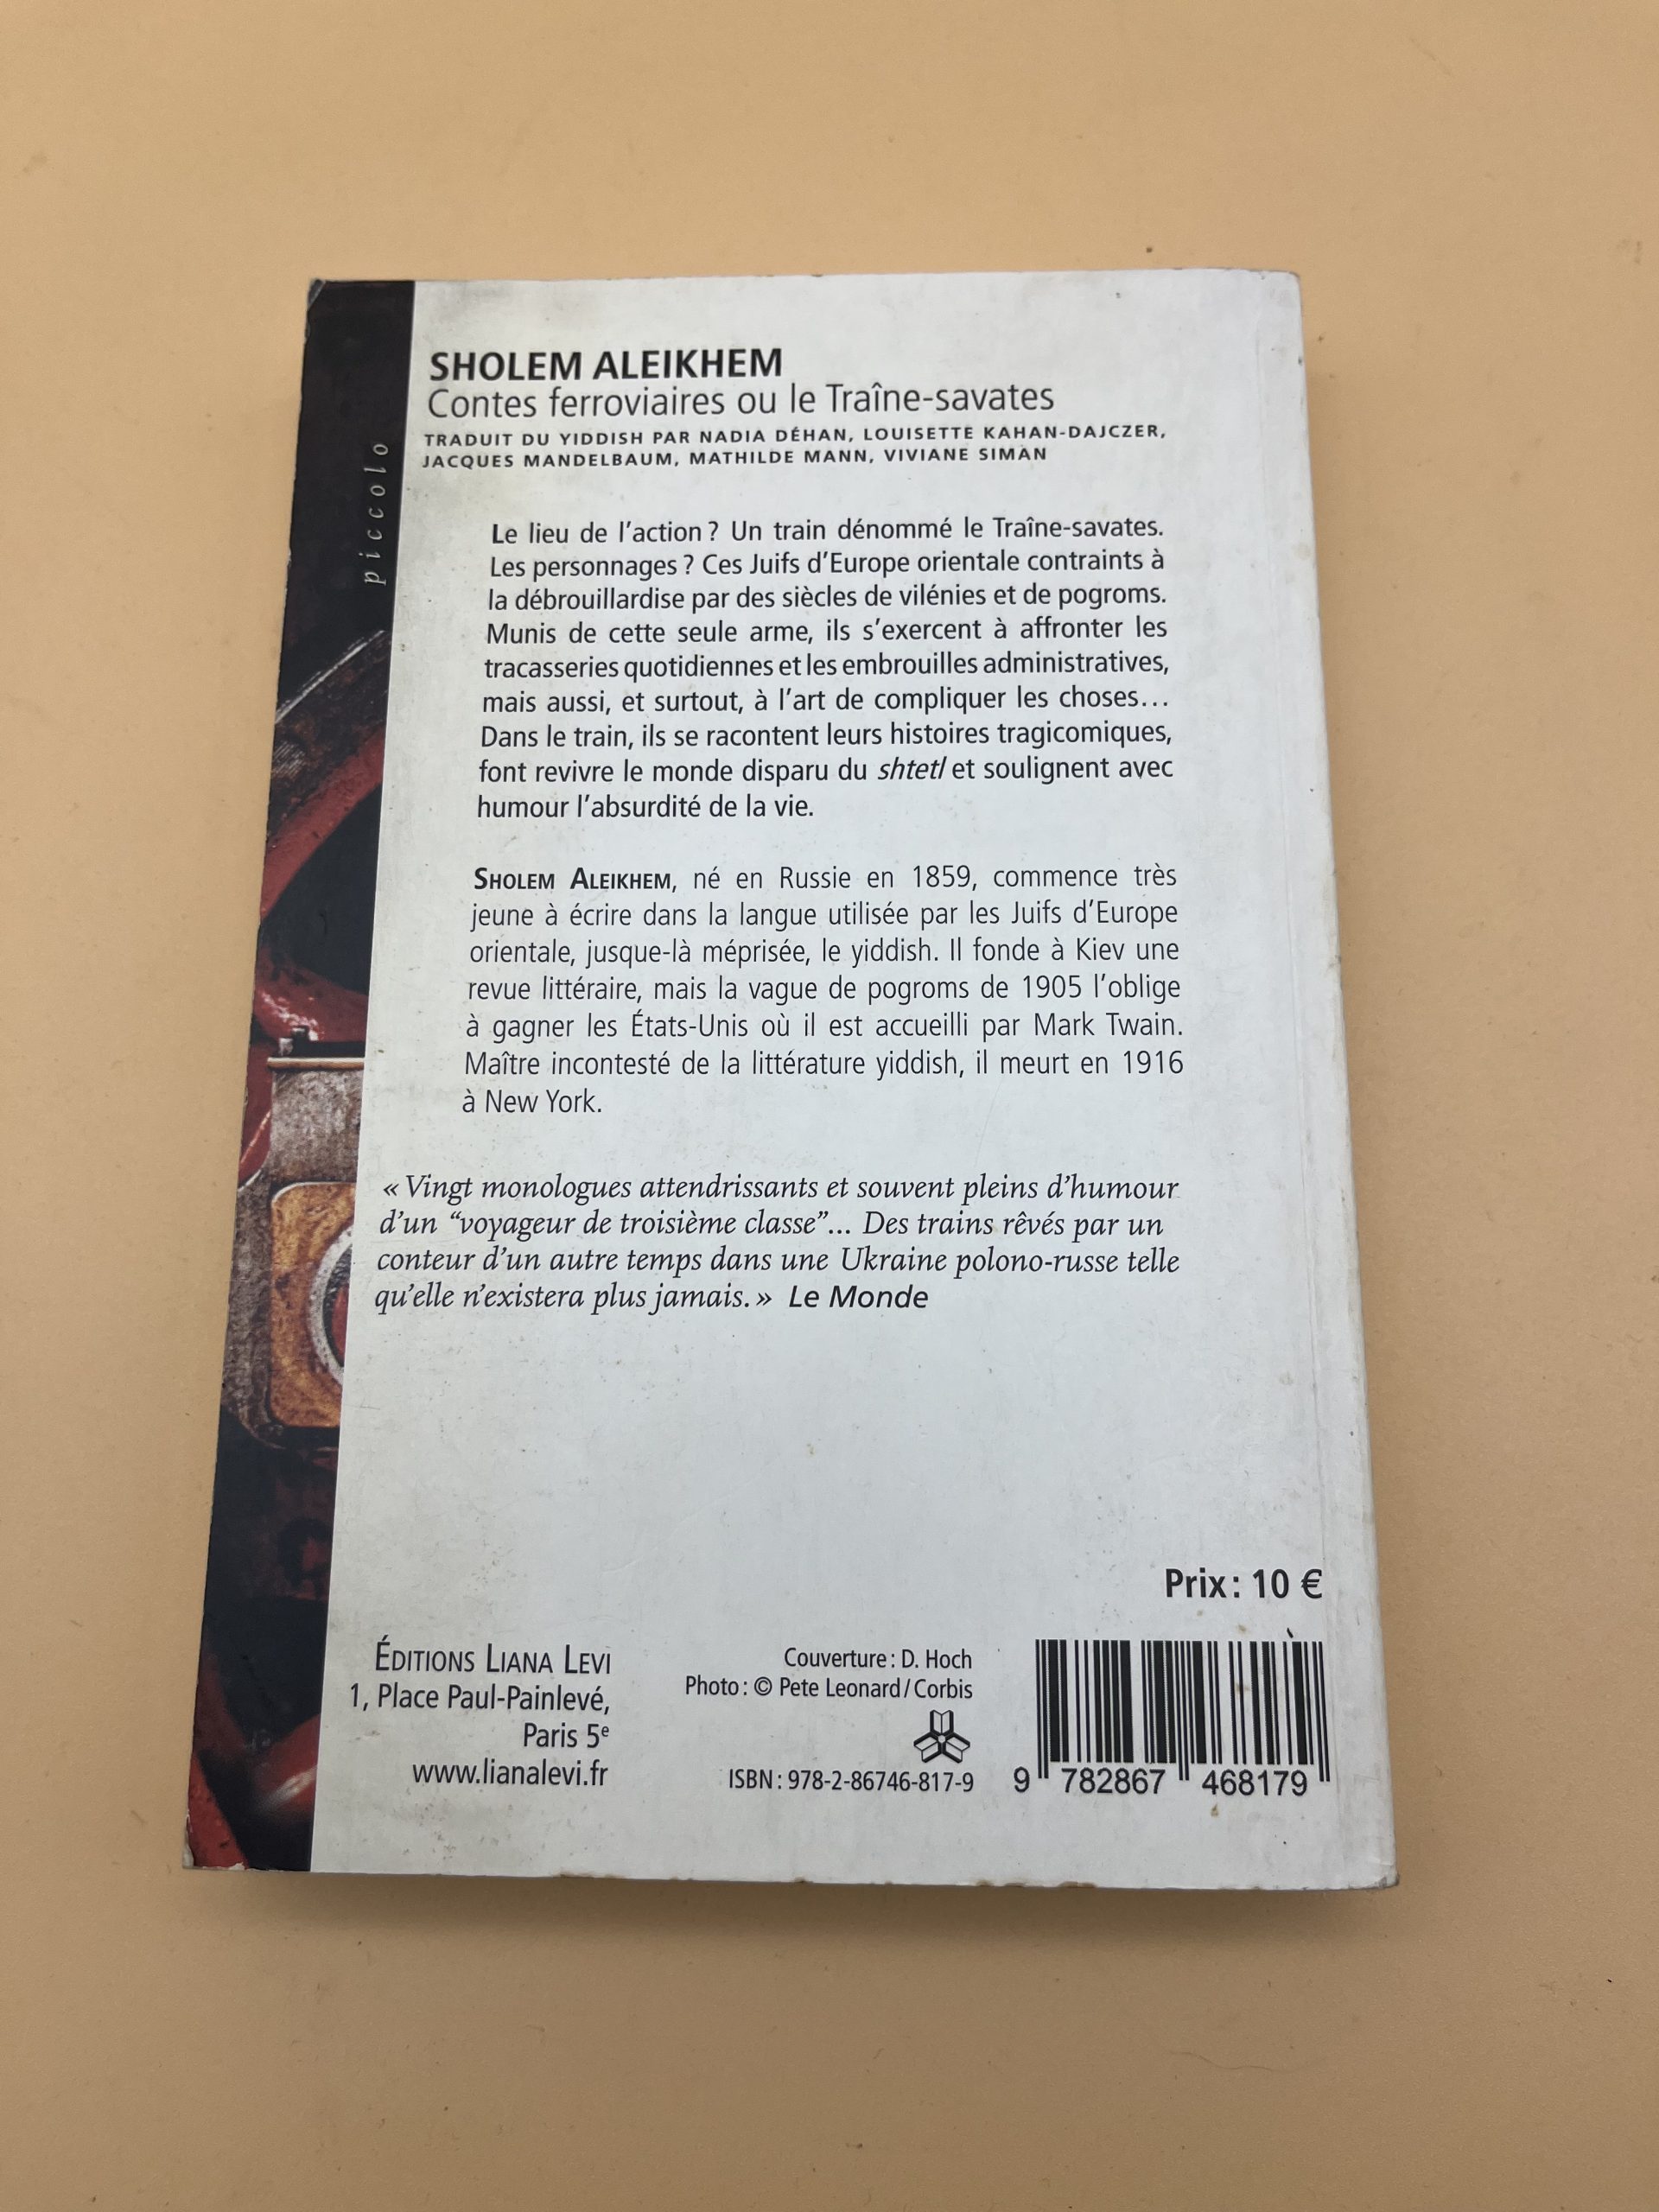 piccolo
SHOLEM ALEIKHEM
Contes ferroviaires ou le Traîne-savates
TRADUIT DU YIDDISH PAR NADIA DÉHAN, LOUISETTE KAHAN-DAJCZER,
JACQUES MANDELBAUM, MATHILDE MANN, VIVIANE SIMAN
Le lieu de l'action ? Un train dénommé le Traîne-savates.
Les personnages ? Ces Juifs d'Europe orientale contraints à
la débrouillardise par des siècles de vilénies et de pogroms.
Munis de cette seule arme, ils s'exercent à affronter les
tracasseries quotidiennes et les embrouilles administratives,
mais aussi, et surtout, à l'art de compliquer les choses…
Dans le train, ils se racontent leurs histoires tragicomiques,
font revivre le monde disparu du shtetl et soulignent avec
humour l'absurdité de la vie.
SHOLEM ALEIKHEM, né en Russie en 1859, commence très
jeune à écrire dans la langue utilisée par les Juifs d'Europe
orientale, jusque-là méprisée, le yiddish. Il fonde à Kiev une
revue littéraire, mais la vague de pogroms de 1905 l'oblige
à gagner les États-Unis où il est accueilli par Mark Twain.
Maître incontesté de la littérature yiddish, il meurt en 1916
à New York.
« Vingt monologues attendrissants et souvent pleins d'humour
d'un “voyageur de troisième classe”... Des trains rêvés par un
conteur d'un autre temps dans une Ukraine polono-russe telle
qu'elle n'existera plus jamais. » Le Monde
Prix : 10 €
ÉDITIONS LIANA LEVI
1, Place Paul-Painlevé,
Paris 5e
www.lianalevi.fr
Couverture : D. Hoch
Photo : © Pete Leonard / Corbis
ISBN : 978-2-86746-817-9
9 782867 468179